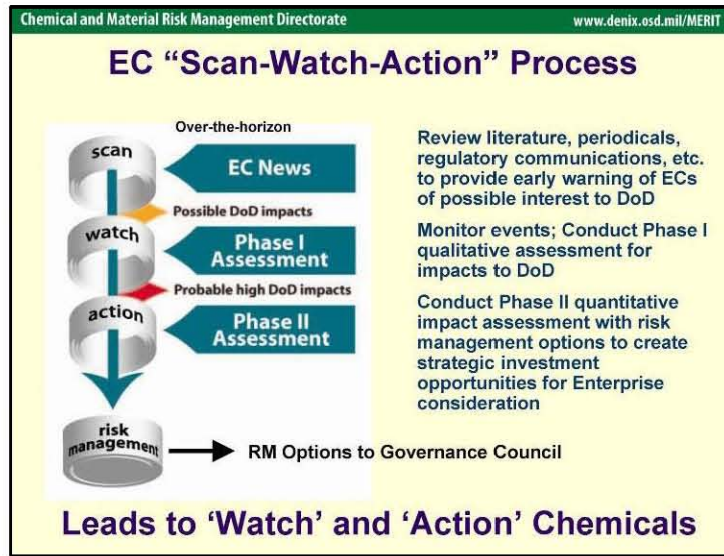 Chemical and Material Risk Management Directorate
www.denix.osd.mil/MERIT
EC “Scan-Watch-Action” Process
Over-the-horizon
scan
EC News
Possible DoD impacts
watch
Phase I
Assessment
Probable high DoD impacts
action
Phase II
Assessment
risk
management
RM Options to Governance Council
Review literature, periodicals,
regulatory communications, etc.
to provide early warning of ECs
of possible interest to DoD
Monitor events; Conduct Phase I
qualitative assessment for
impacts to DoD
Conduct Phase II quantitative
impact assessment with risk
management options to create
strategic investment
opportunities for Enterprise
consideration
Leads to ‘Watch’ and ‘Action’ Chemicals